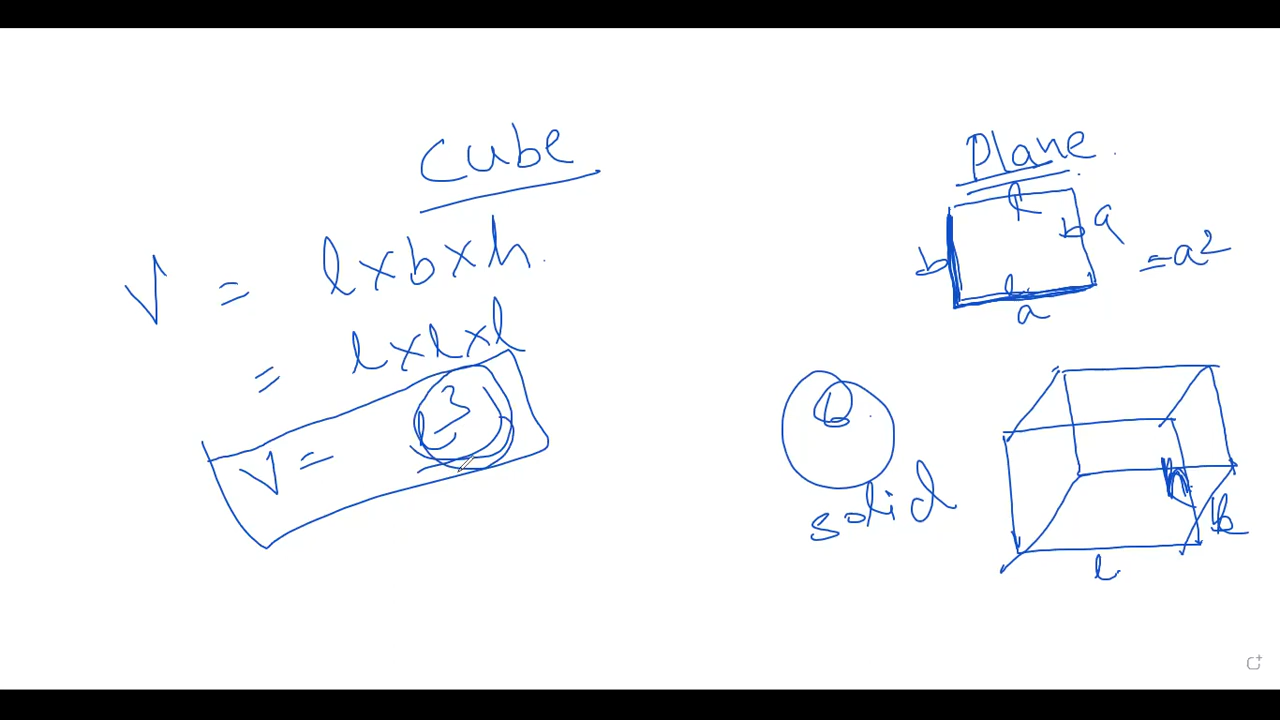 Cube
V = l×b×h
= l×l×l
V = l3
Plane
l
b
b a
= a2
l
a
b
solid
h
b
l